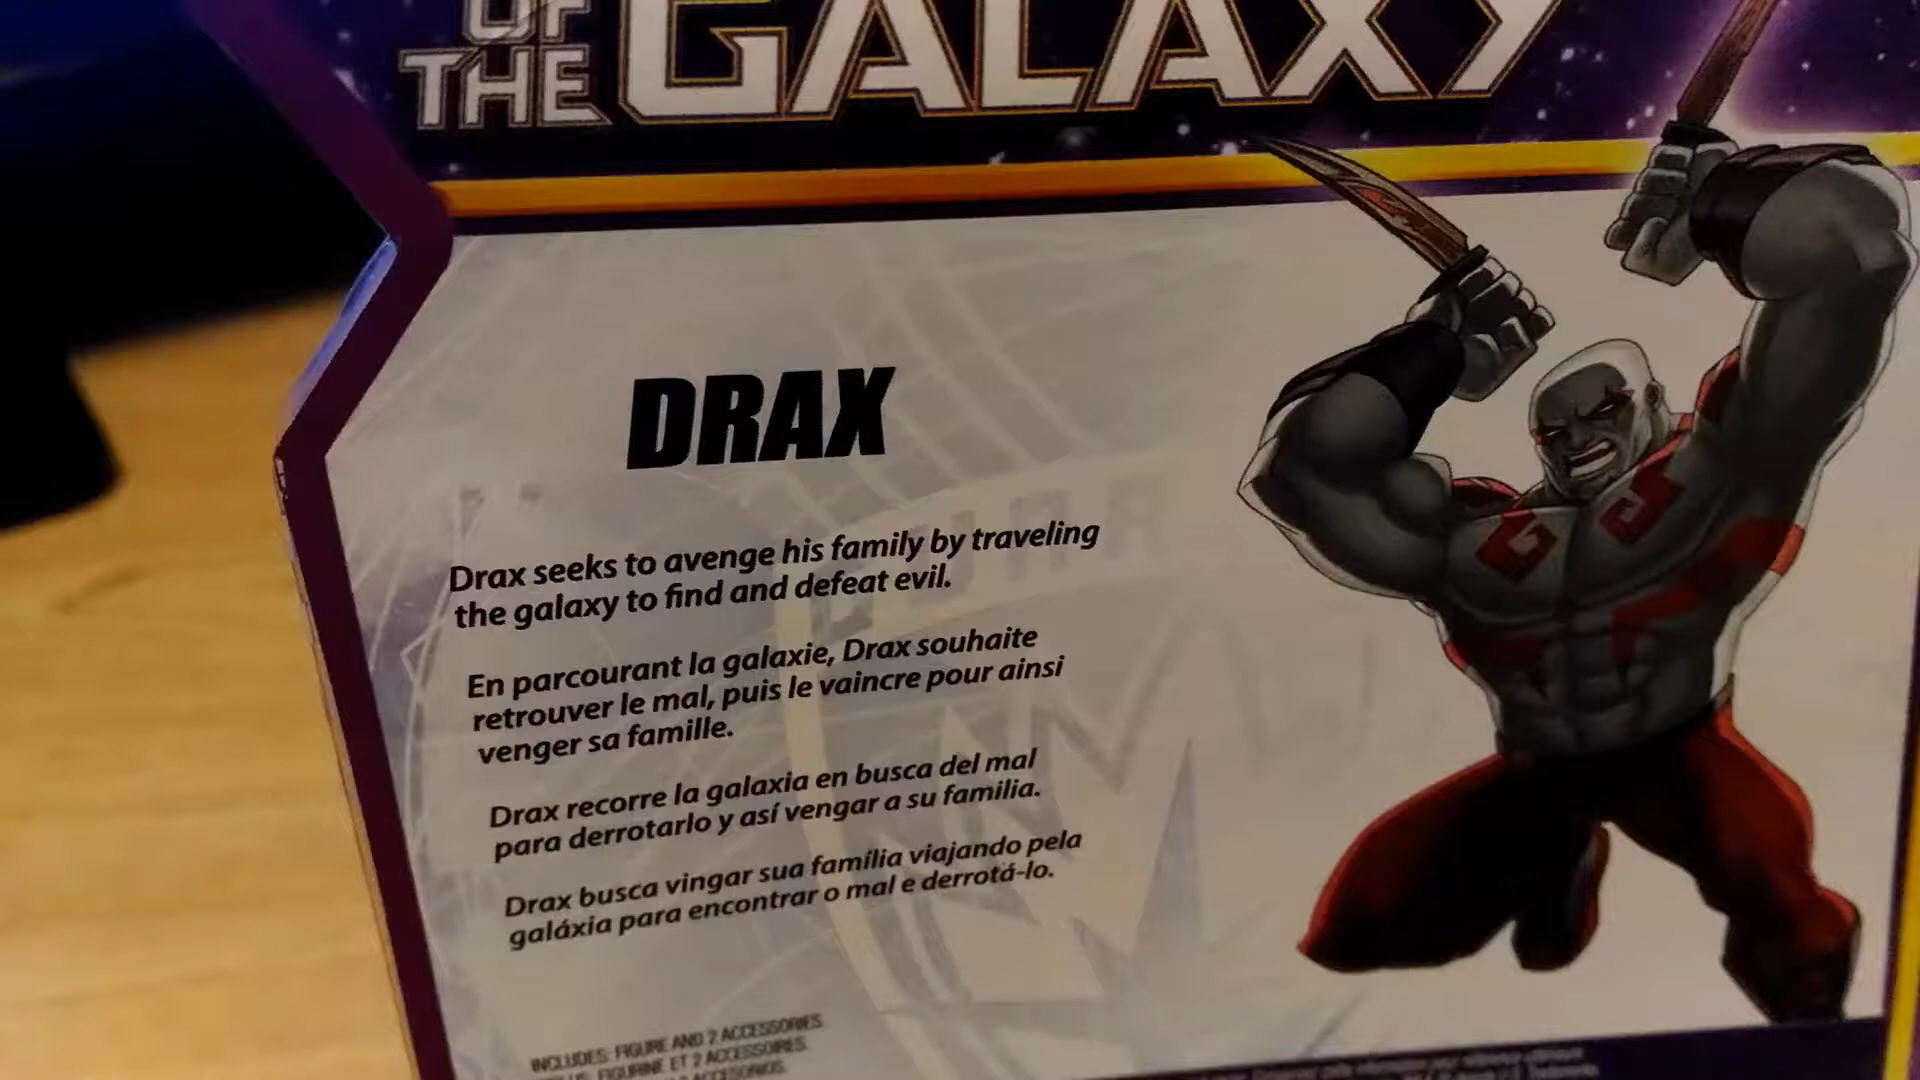 OF
THE GALAXY
DRAX
Drax seeks to avenge his family by traveling
the galaxy to find and defeat evil.
En parcourant la galaxie, Drax souhaite
retrouver le mal, puis le vaincre pour ainsi
venger sa famille.
Drax recorre la galaxia en busca del mal
para derrotarlo y así vengar a su familia.
Drax busca vingar sua família viajando pela
galáxia para encontrar o mal e derrotá-lo.
INCLUDES: FIGURE AND 2 ACCESSORIES.
FIGURINE ET 2 ACCESSOIRES.